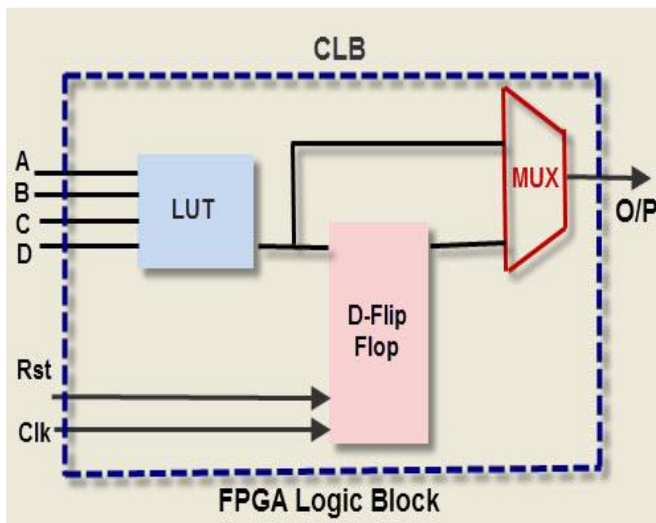 CLB
A
B
C
D
LUT
MUX
O/P
D-Flip
Flop
Rst
Clk
FPGA Logic Block